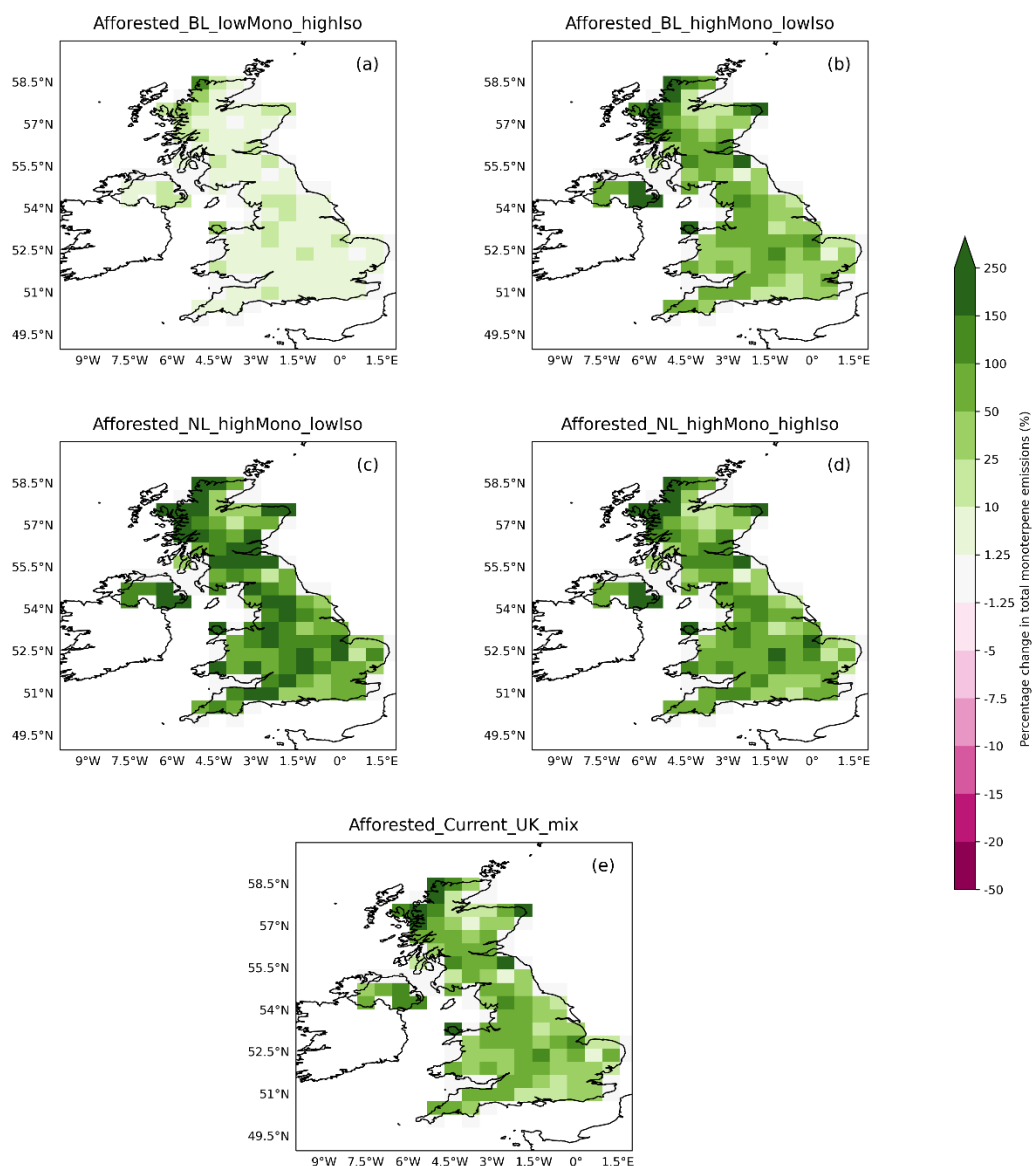 Afforested_BL_lowMono_highIso
(a)
58.5°N
57°N
55.5°N
54°N
52.5°N
51°N
49.5°N
9°W 7.5°W 6°W 4.5°W 3°W 1.5°W 0° 1.5°E
Afforested_BL_highMono_lowIso
(b)
58.5°N
57°N
55.5°N
54°N
52.5°N
51°N
49.5°N
9°W 7.5°W 6°W 4.5°W 3°W 1.5°W 0° 1.5°E
Afforested_NL_highMono_lowIso
(c)
58.5°N
57°N
55.5°N
54°N
52.5°N
51°N
49.5°N
9°W 7.5°W 6°W 4.5°W 3°W 1.5°W 0° 1.5°E
Afforested_NL_highMono_highIso
(d)
58.5°N
57°N
55.5°N
54°N
52.5°N
51°N
49.5°N
9°W 7.5°W 6°W 4.5°W 3°W 1.5°W 0° 1.5°E
Afforested_Current_UK_mix
(e)
58.5°N
57°N
55.5°N
54°N
52.5°N
51°N
49.5°N
9°W 7.5°W 6°W 4.5°W 3°W 1.5°W 0° 1.5°E
250
150
100
50
25
10
1.25
-1.25
-5
-7.5
-10
-15
-20
-50
Percentage change in total monoterpene emissions (%)